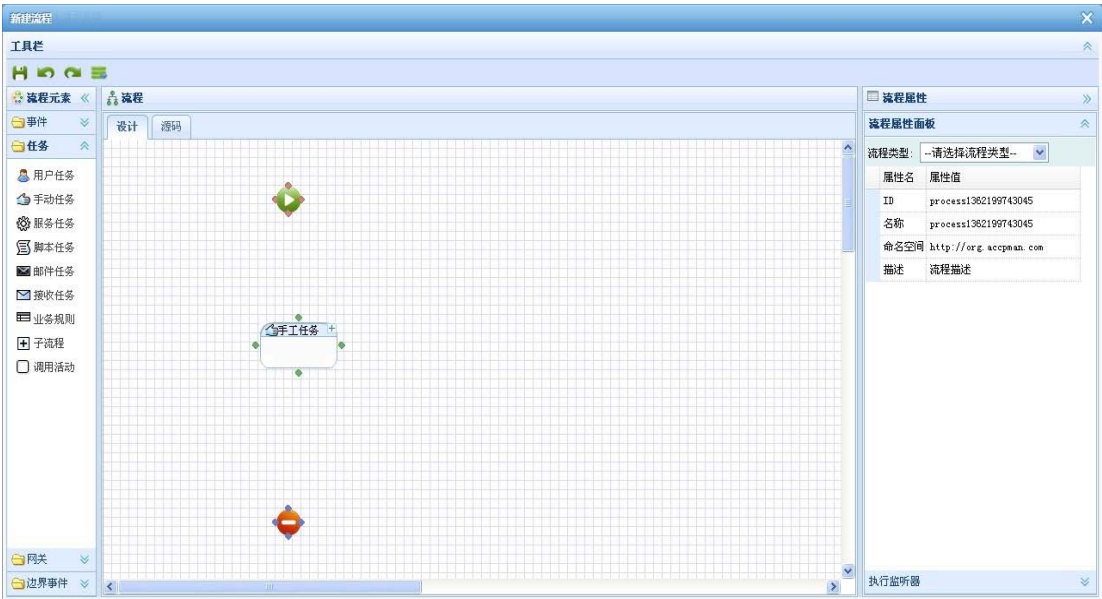 新建流程
工具栏
流程元素
流程
流程属性
事件
设计
源码
流程属性面板
任务
流程类型: --请选择流程类型--
用户任务
属性名 属性值
手动任务
ID process1362199743045
服务任务
名称 process1362199743045
脚本任务
命名空间 http://org.accpman.com
邮件任务
描述 流程描述
接收任务
业务规则
手工任务
子流程
调用活动
网关
边界事件
执行监听器